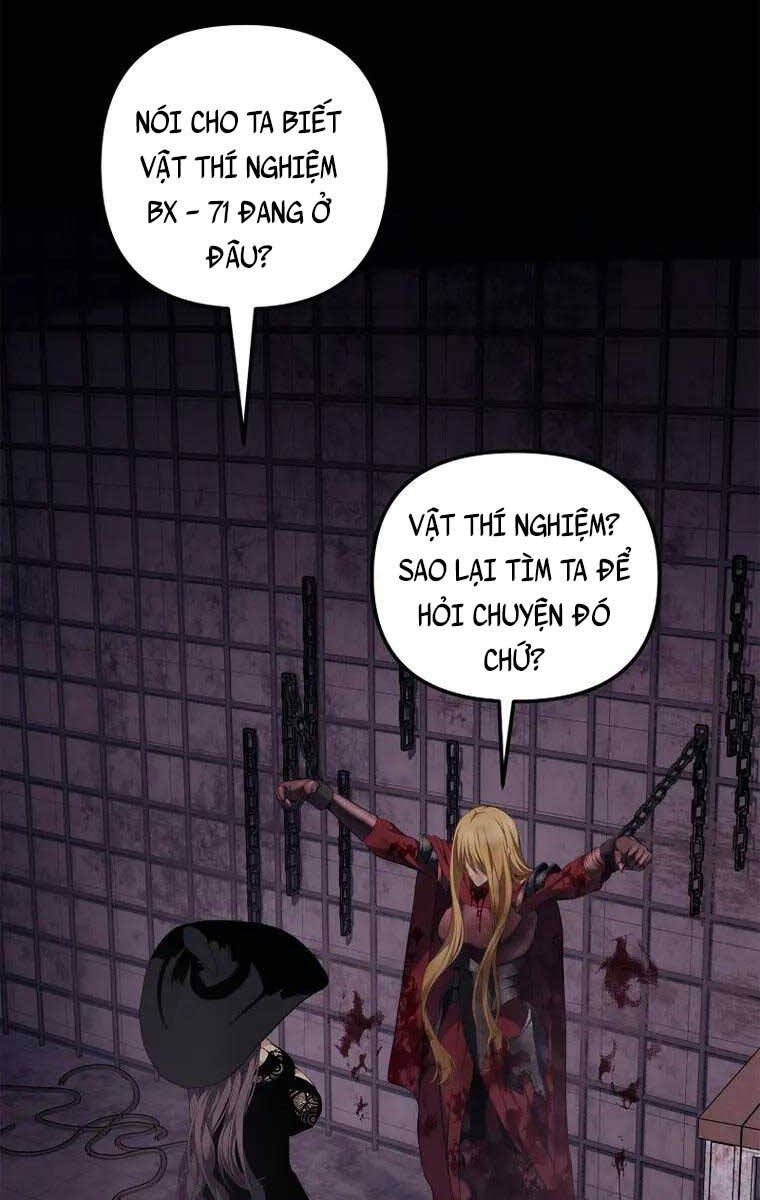 NÓI CHO TA BIẾT
VẬT THÍ NGHIỆM
BX - 71 ĐANG Ở
ĐÂU?
VẬT THÍ NGHIỆM?
SAO LẠI TÌM TA ĐỂ
HỎI CHUYỆN ĐÓ
CHỨ?